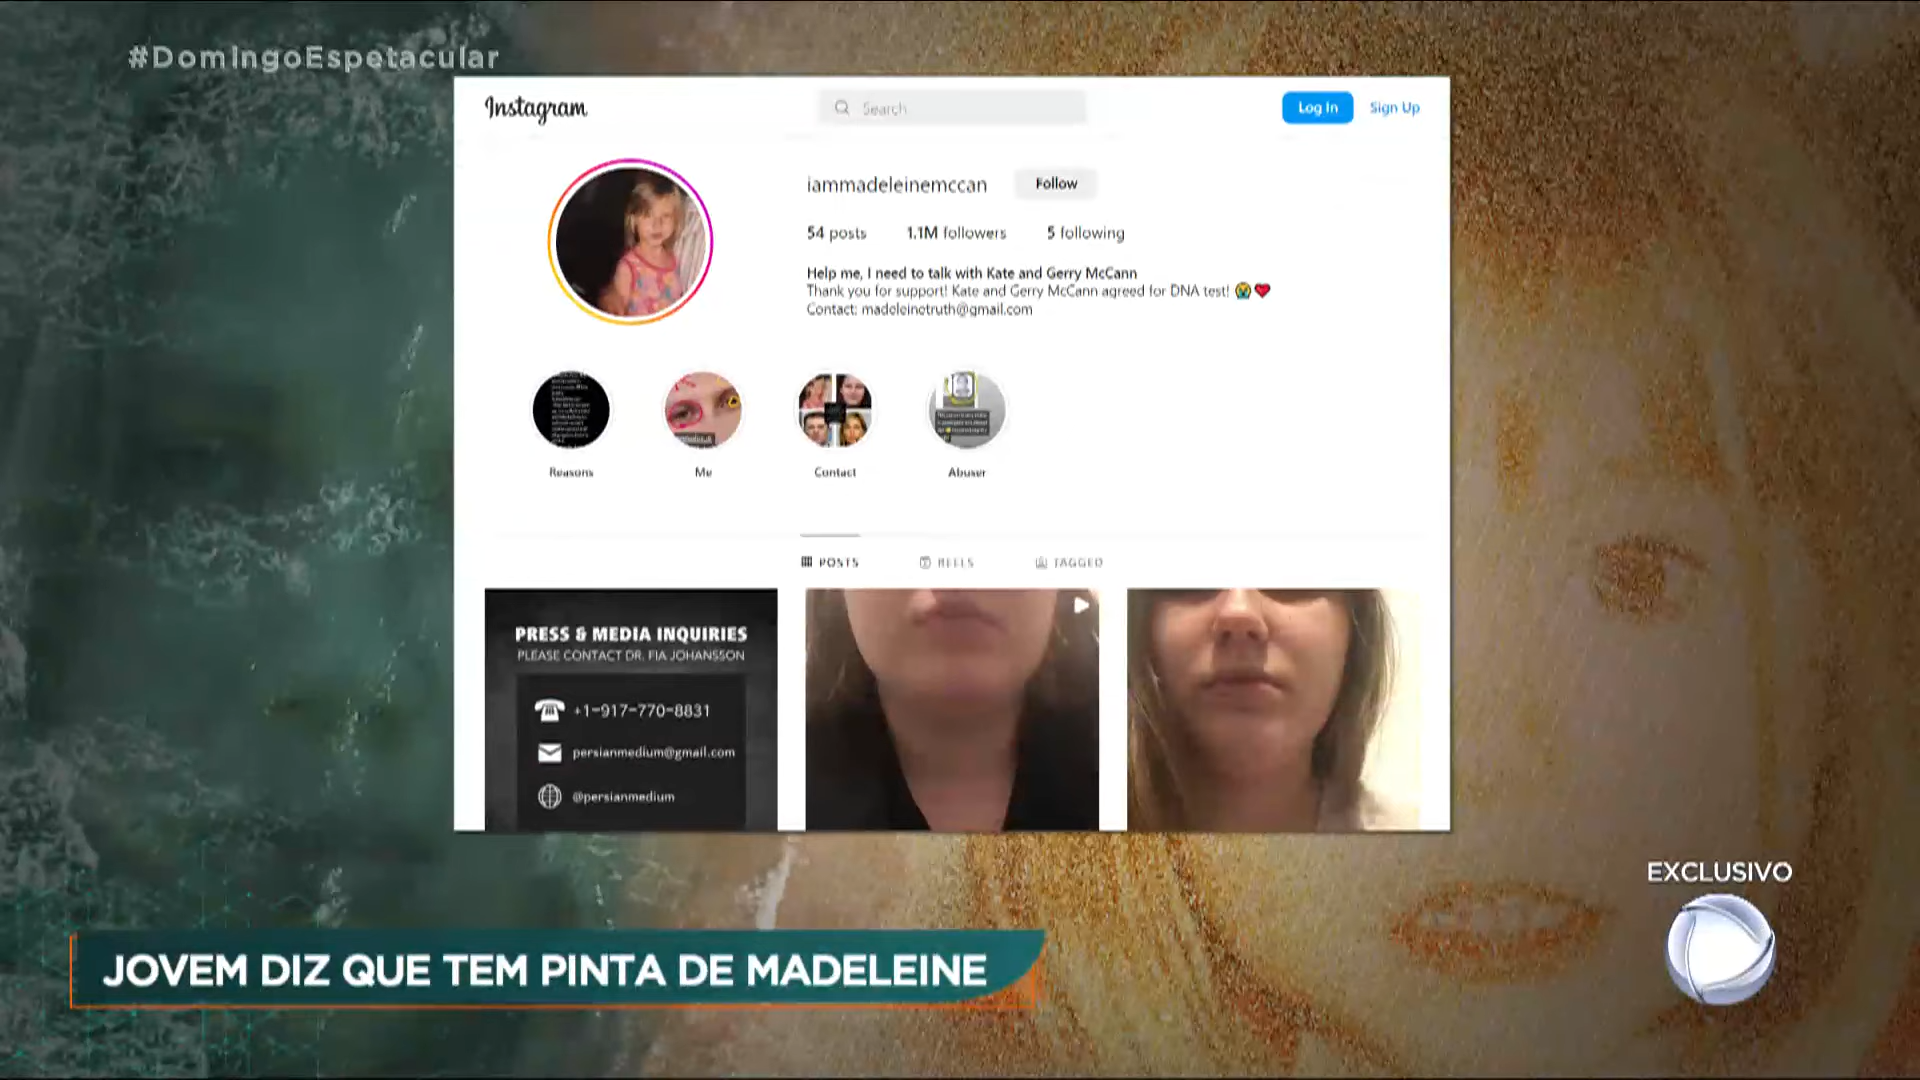 #DomingoEspetacular
Instagram
Search
Log In
Sign Up
iammadeleinemccan
Follow
54 posts
1.1M followers
5 following
Help me, I need to talk with Kate and Gerry McCann
Thank you for support! Kate and Gerry McCann agreed for DNA test! 😭❤️
Contact: madeleinetruth@gmail.com
Reasons
Me
Contact
Abuser
POSTS
REELS
TAGGED
PRESS & MEDIA INQUIRIES
PLEASE CONTACT DR. FIA JOHANSSON
+1-917-770-8831
persianmedium@gmail.com
@persianmedium
EXCLUSIVO
JOVEM DIZ QUE TEM PINTA DE MADELEINE